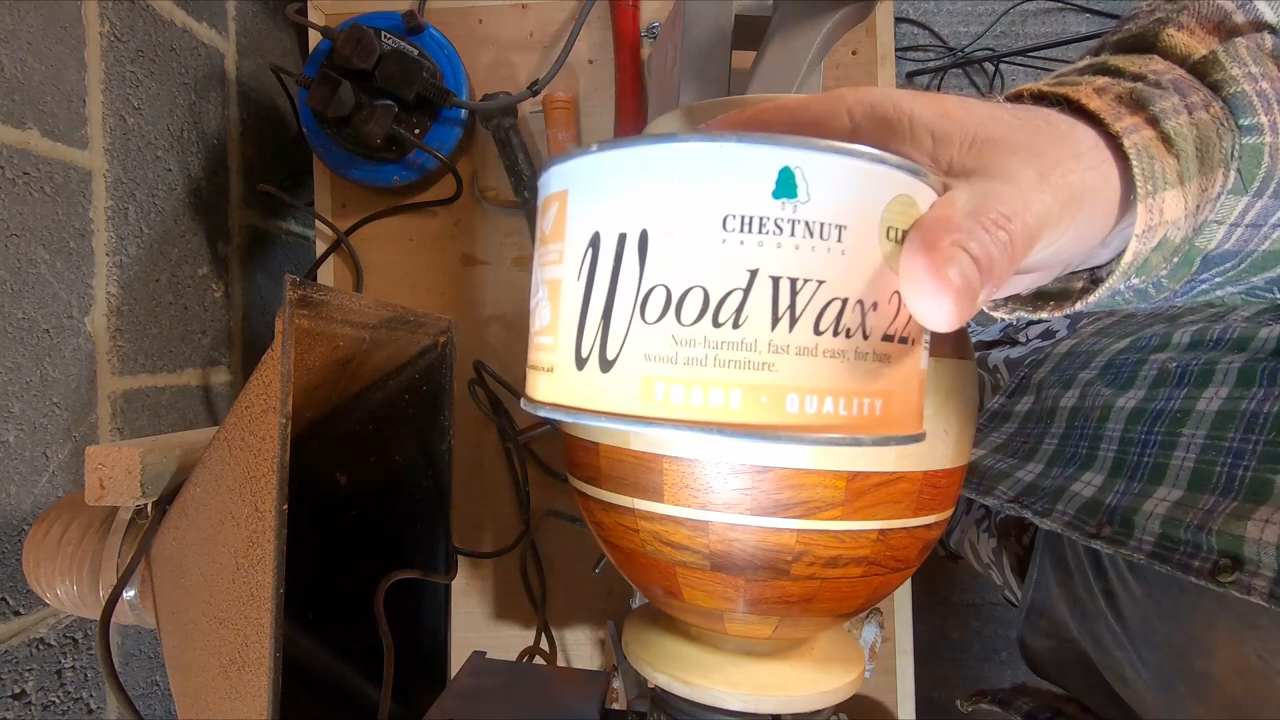 CHESTNUT
PRODUCTS
Wood Wax 22.
Non-harmful, fast and easy, for bare
wood and furniture.
TRADE · QUALITY